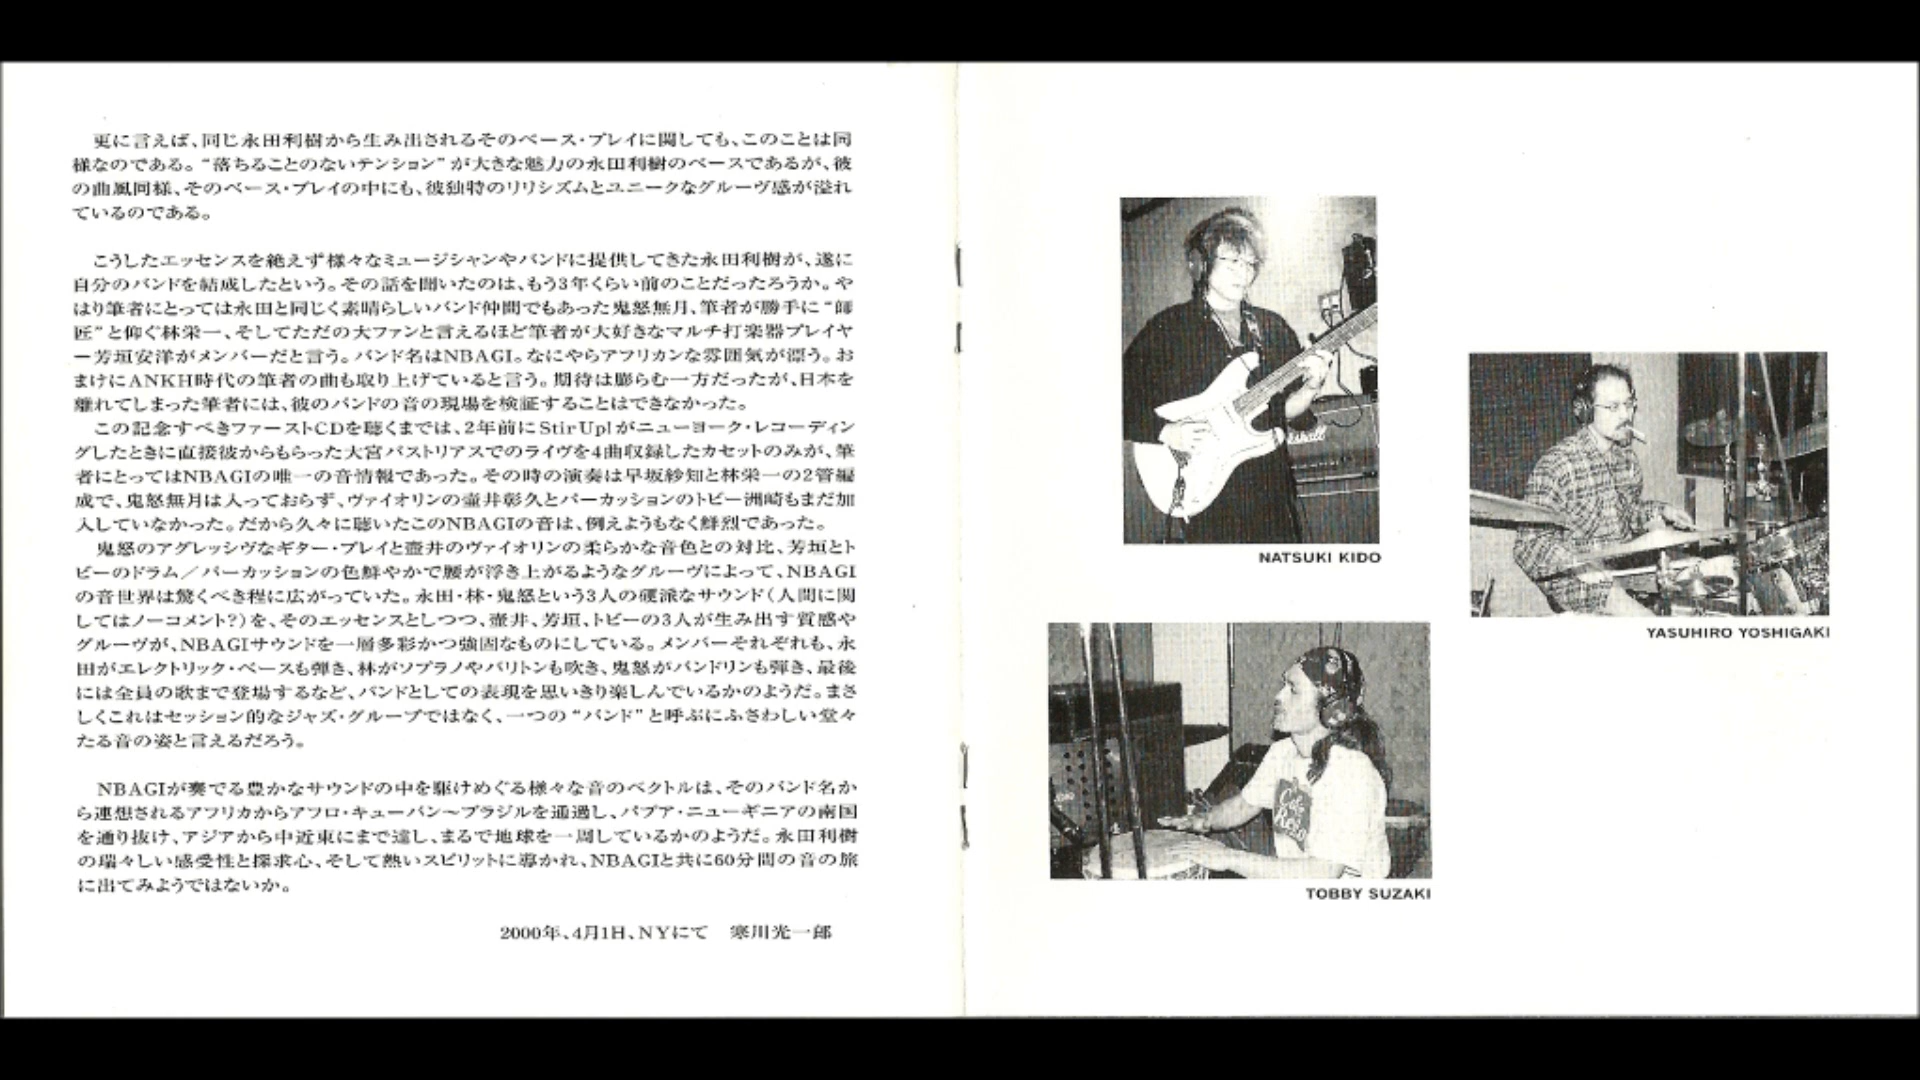 更に言えば、同じ永田利樹から生み出されるそのベース・プレイに関しても、このことは同
様なのである。“落ちることのないテンション”が大きな魅力の永田利樹のベースであるが、彼
の曲風同様、そのベース・プレイの中にも、彼独特のリリシズムとユニークなグルーヴ感が溢れ
ているのである。
こうしたエッセンスを絶えず様々なミュージシャンやバンドに提供してきた永田利樹が、遂に
自分のバンドを結成したという。その話を聞いたのは、もう3年くらい前のことだったろうか。や
はり筆者にとっては永田と同じく素晴らしいバンド仲間でもあった鬼怒無月、筆者が勝手に“師
匠”と仰ぐ林栄一、そしてただの大ファンと言えるほど筆者が大好きなマルチ打楽器プレイヤ
ー芳垣安洋がメンバーだと言う。バンド名はNBAGI。なにやらアフリカンな雰囲気が漂う。お
まけにANKH時代の筆者の曲も取り上げていると言う。期待は膨らむ一方だったが、日本を
離れてしまった筆者には、彼のバンドの音の現場を検証することはできなかった。
この記念すべきファーストCDを聴くまでは、2年前にStir Up!がニューヨーク・レコーディン
グしたときに直接彼からもらった大宮バストリアスでのライヴを4曲収録したカセットのみが、筆
者にとってはNBAGIの唯一の音情報であった。その時の演奏は早坂紗知と林栄一の2管編
成で、鬼怒無月は入っておらず、ヴァイオリンの壷井彰久とパーカッションのトビー洲崎もまだ加
入していなかった。だから久々に聴いたこのNBAGIの音は、例えようもなく鮮烈であった。
鬼怒のアグレッシヴなギター・プレイと壷井のヴァイオリンの柔らかな音色との対比、芳垣とト
ビーのドラム／パーカッションの色鮮やかで腰が浮き上がるようなグルーヴによって、NBAGI
の音世界は驚くべき程に広がっていた。永田・林・鬼怒という3人の硬派なサウンド（人間に関
してはノーコメント?）を、そのエッセンスとしつつ、壷井、芳垣、トビーの3人が生み出す質感や
グルーヴが、NBAGIサウンドを一層多彩かつ強固なものにしている。メンバーそれぞれも、永
田がエレクトリック・ベースも弾き、林がソプラノやバリトンも吹き、鬼怒がバンドリンも弾き、最後
には全員の歌まで登場するなど、バンドとしての表現を思いきり楽しんでいるかのようだ。まさ
しくこれはセッション的なジャズ・グループではなく、一つの“バンド”と呼ぶにふさわしい堂々
たる音の姿と言えるだろう。
NBAGIが奏でる豊かなサウンドの中を駆けめぐる様々な音のベクトルは、そのバンド名か
ら連想されるアフリカからアフロ・キューバン〜ブラジルを通過し、パプア・ニューギニアの南国
を通り抜け、アジアから中近東にまで達し、まるで地球を一周しているかのようだ。永田利樹
の瑞々しい感受性と探求心、そして熱いスピリットに導かれ、NBAGIと共に60分間の音の旅
に出てみようではないか。
2000年、4月1日、NYにて　寒川光一郎
NATSUKI KIDO
YASUHIRO YOSHIGAKI
TOBBY SUZAKI
Marshall
Cafe